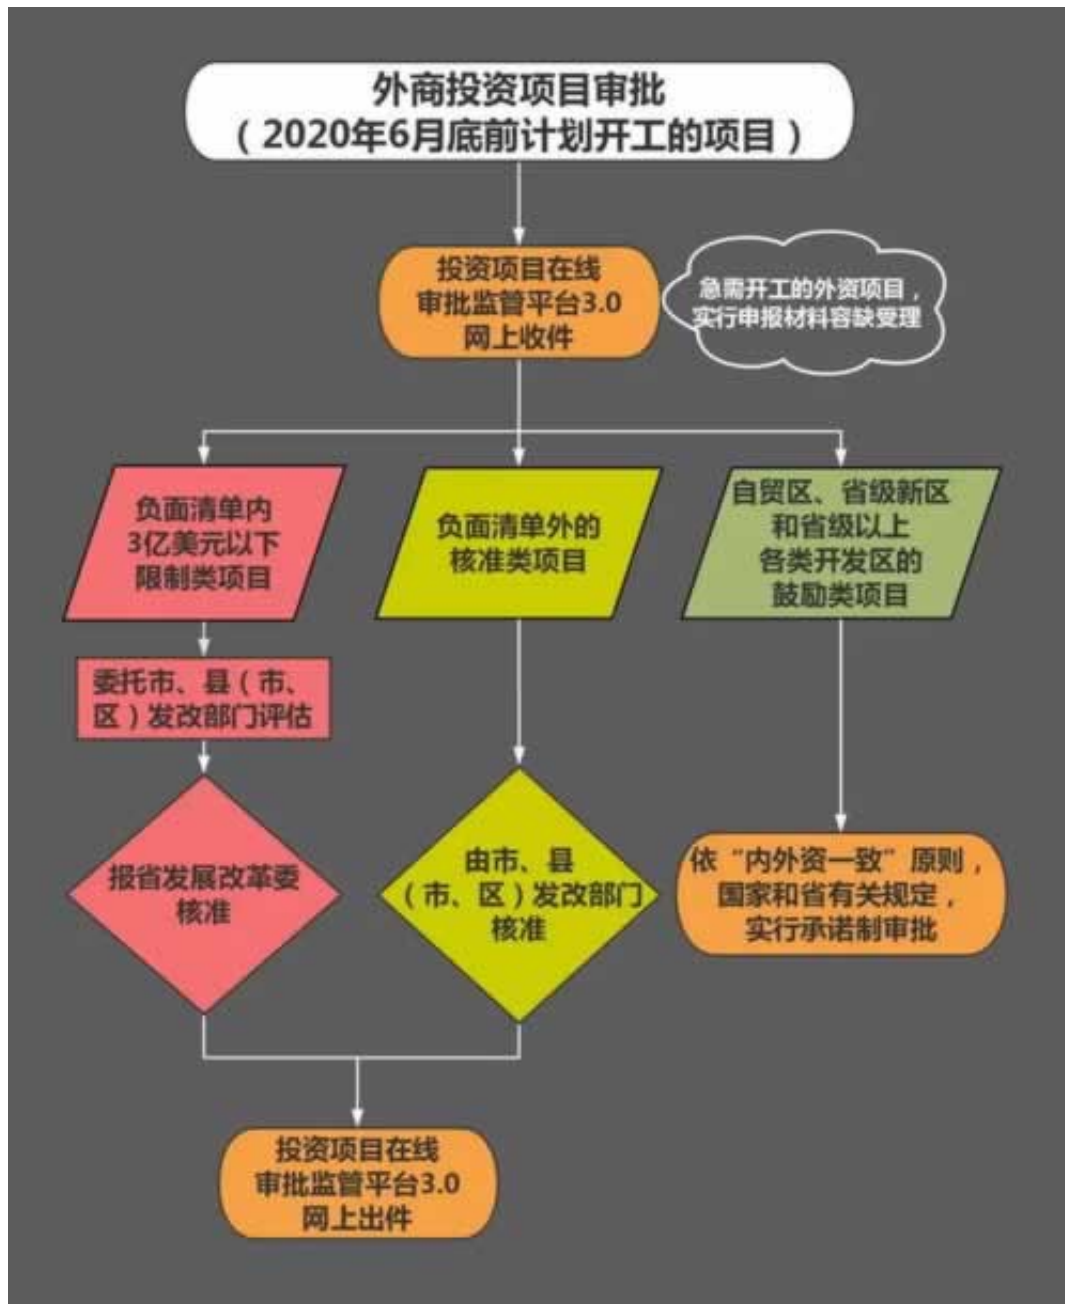 外商投资项目审批
（2020年6月底前计划开工的项目）
投资项目在线
审批监管平台3.0
网上收件
急需开工的外资项目，
实行申报材料容缺受理
负面清单内
3亿美元以下
限制类项目
负面清单外的
核准类项目
自贸区、省级新区
和省级以上
各类开发区的
鼓励类项目
委托市、县（市、
区）发改部门评估
报省发展改革委
核准
由市、县
（市、区）发改部门
核准
依“内外资一致”原则，
国家和省有关规定，
实行承诺制审批
投资项目在线
审批监管平台3.0
网上出件